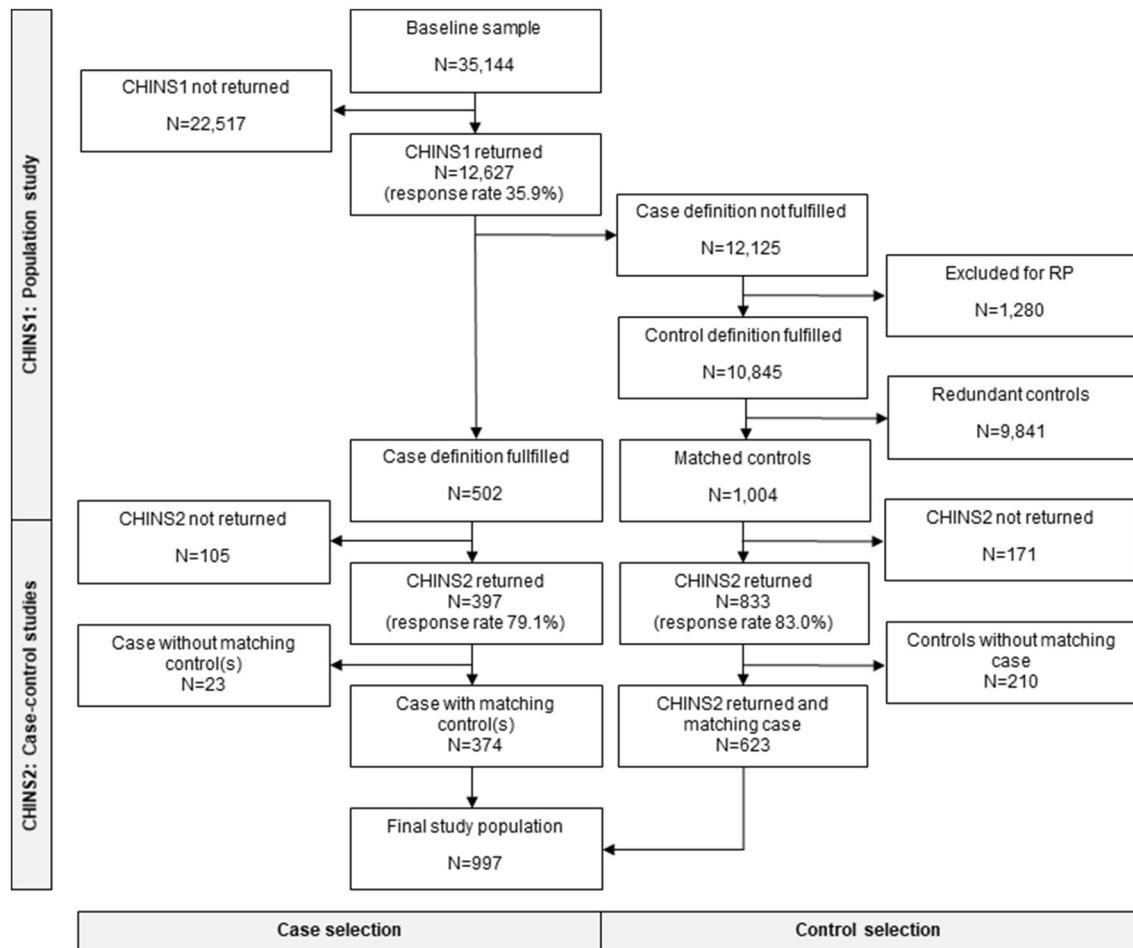 Baseline sample
N=35,144
CHINS1 not returned
N=22,517
CHINS1 returned
N=12,627
(response rate 35.9%)
Case definition not fulfilled
N=12,125
Excluded for RP
N=1,280
Control definition fulfilled
N=10,845
Redundant controls
N=9,841
Case definition fullfilled
N=502
Matched controls
N=1,004
CHINS2 not returned
N=105
CHINS2 not returned
N=171
CHINS2 returned
N=397
(response rate 79.1%)
CHINS2 returned
N=833
(response rate 83.0%)
Case without matching
control(s)
N=23
Controls without matching
case
N=210
Case with matching
control(s)
N=374
CHINS2 returned and
matching case
N=623
Final study population
N=997
CHINS1: Population study
CHINS2: Case-control studies
Case selection
Control selection